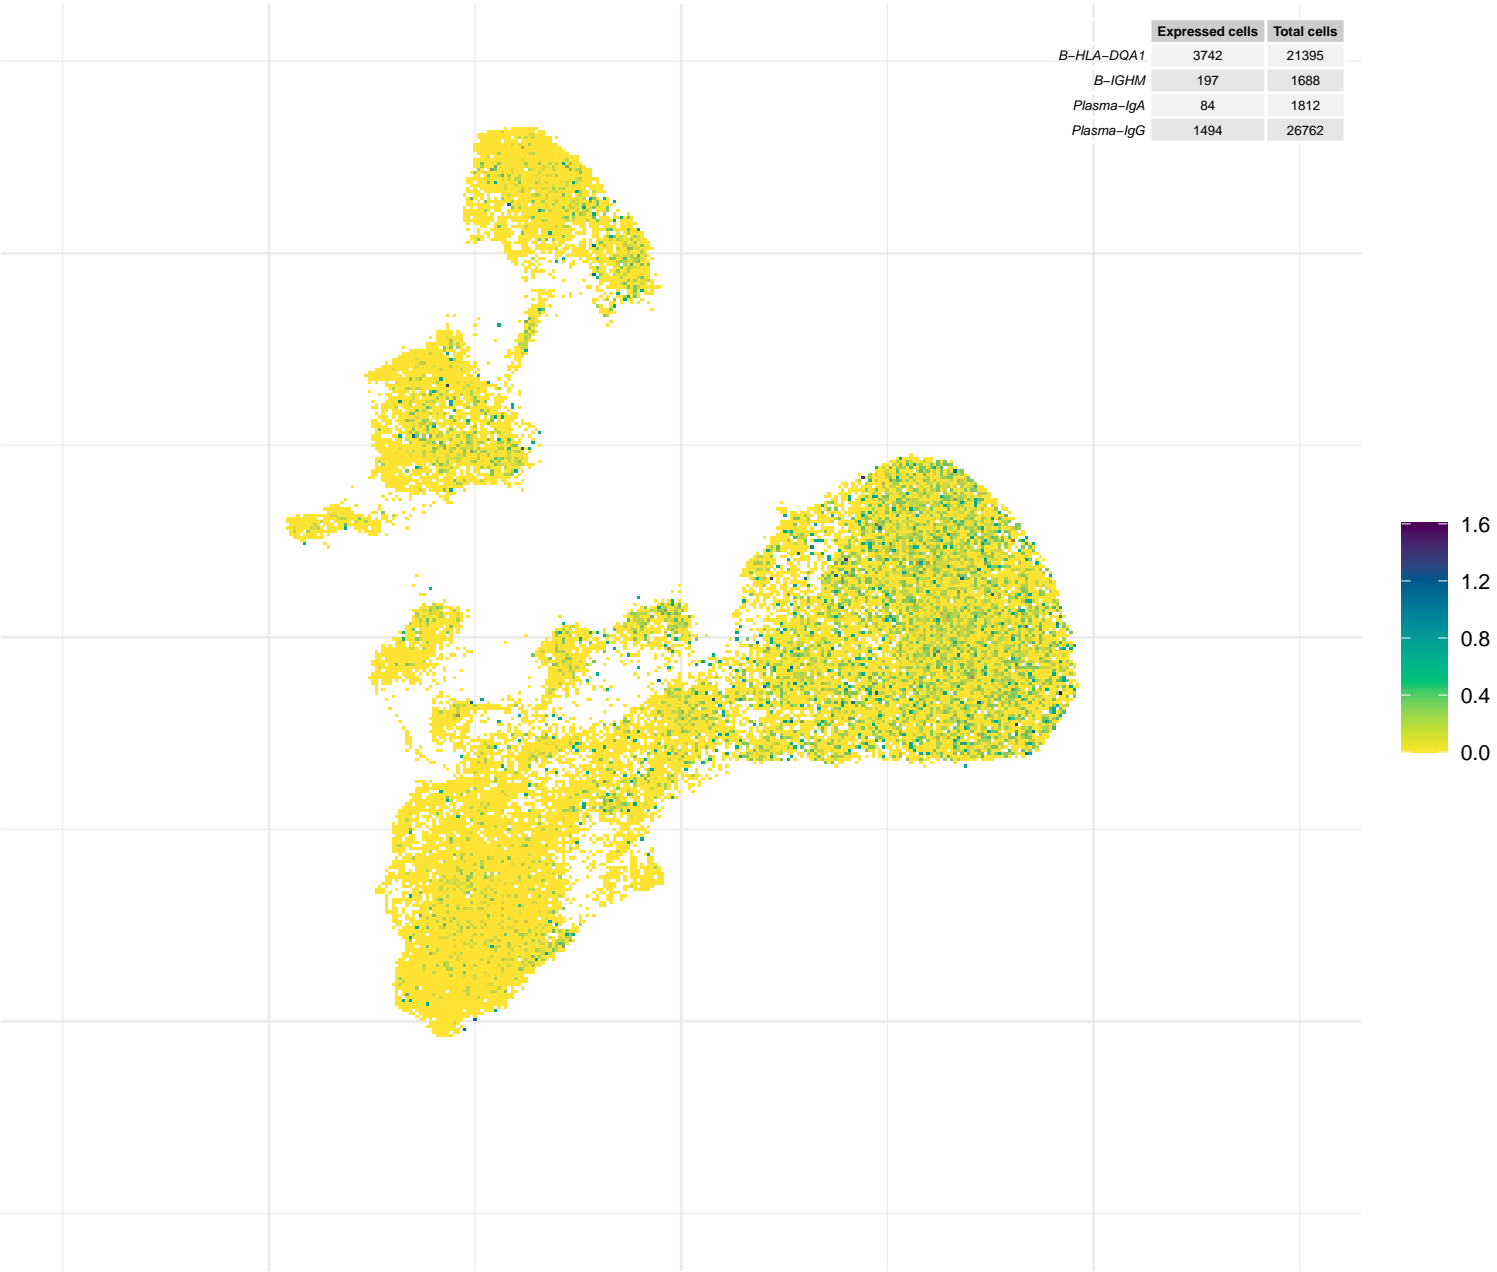 Expressed cells Total cells
B−HLA−DQA1 3742 21395
B−IGHM 197 1688
Plasma−IgA 84 1812
Plasma−IgG 1494 26762
1.6
1.2
0.8
0.4
0.0